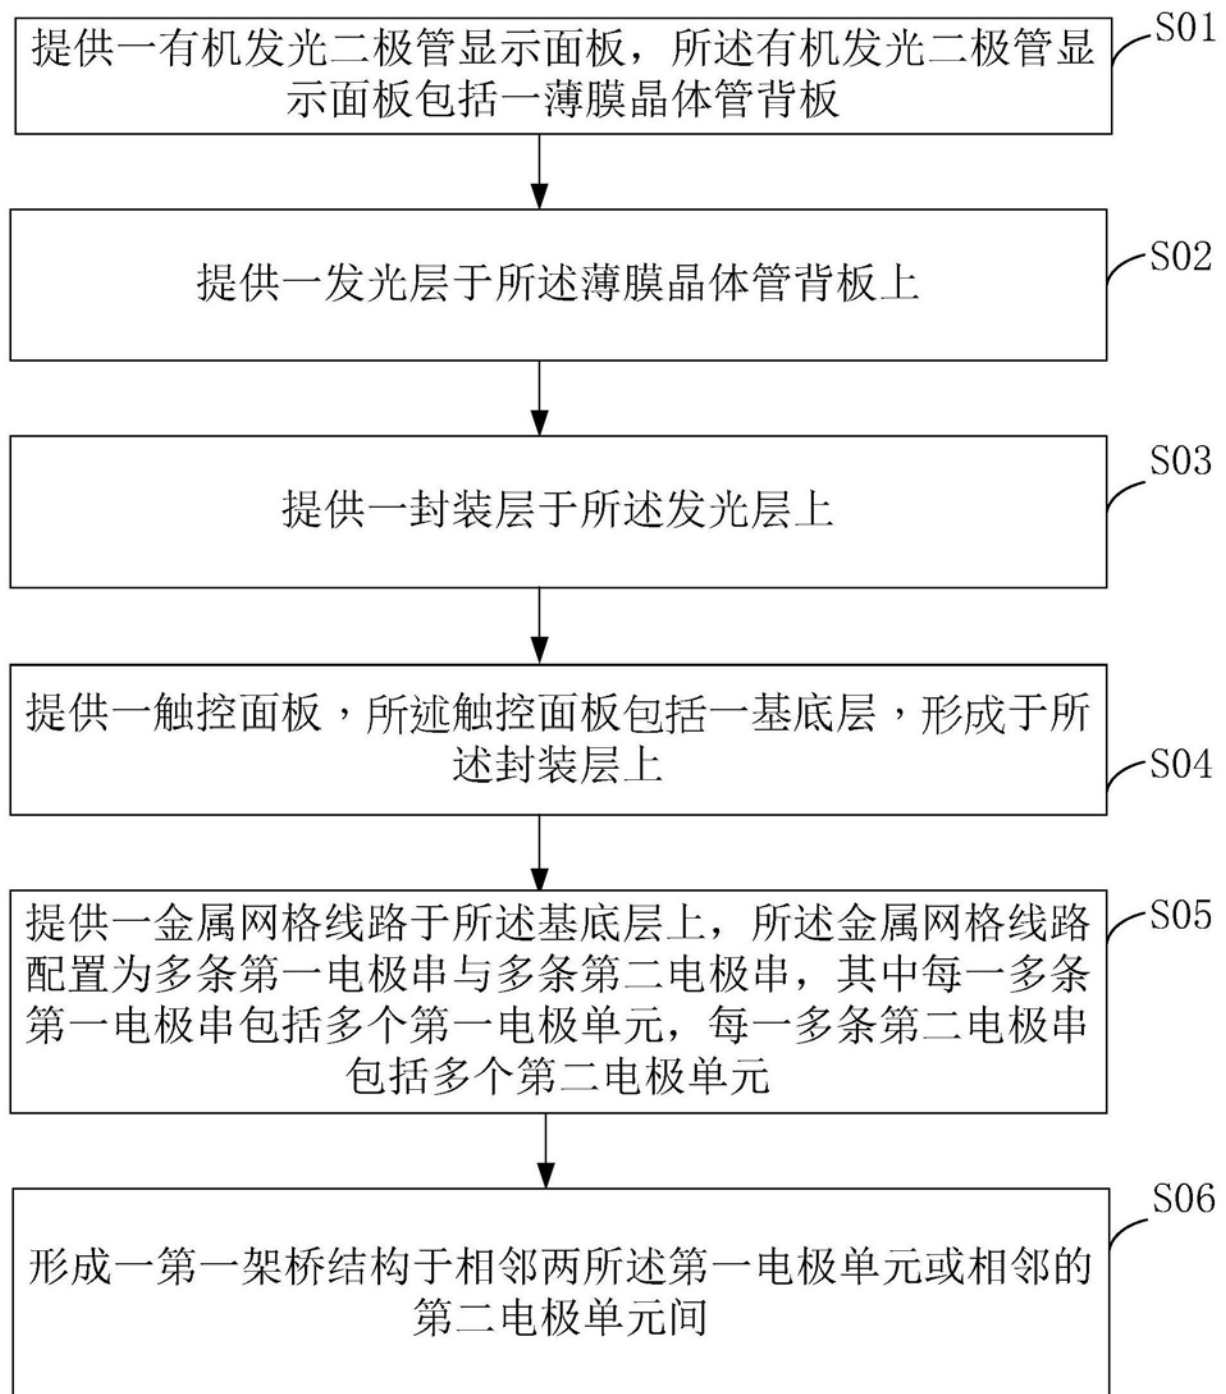 提供一有机发光二极管显示面板，所述有机发光二极管显
示面板包括一薄膜晶体管背板
S01
提供一发光层于所述薄膜晶体管背板上
S02
提供一封装层于所述发光层上
S03
提供一触控面板，所述触控面板包括一基底层，形成于所
述封装层上
S04
提供一金属网格线路于所述基底层上，所述金属网格线路
配置为多条第一电极串与多条第二电极串，其中每一多条
第一电极串包括多个第一电极单元，每一多条第二电极串
包括多个第二电极单元
S05
形成一第一架桥结构于相邻两所述第一电极单元或相邻的
第二电极单元间
S06